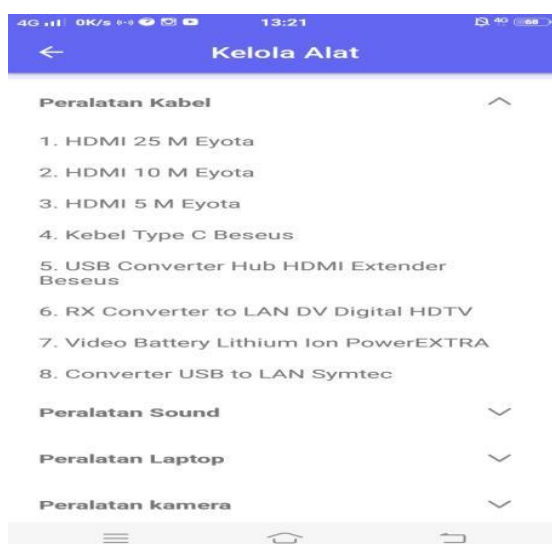 4G 0K/s 13:21 4G 68
Kelola Alat
Peralatan Kabel
1. HDMI 25 M Eyota
2. HDMI 10 M Eyota
3. HDMI 5 M Eyota
4. Kebel Type C Beseus
5. USB Converter Hub HDMI Extender
Beseus
6. RX Converter to LAN DV Digital HDTV
7. Video Battery Lithium Ion PowerEXTRA
8. Converter USB to LAN Symtec
Peralatan Sound
Peralatan Laptop
Peralatan kamera